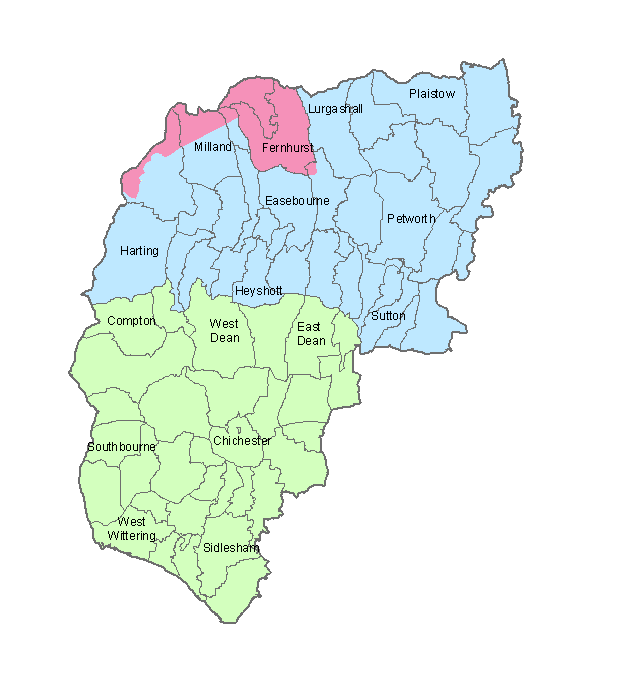 Plaistow
Lurgashall
Milland
Fernhurst
Easebourne
Petworth
Harting
Heyshott
Sutton
Compton
West
Dean
East
Dean
Southbourne
Chichester
West
Wittering
Sidlesham